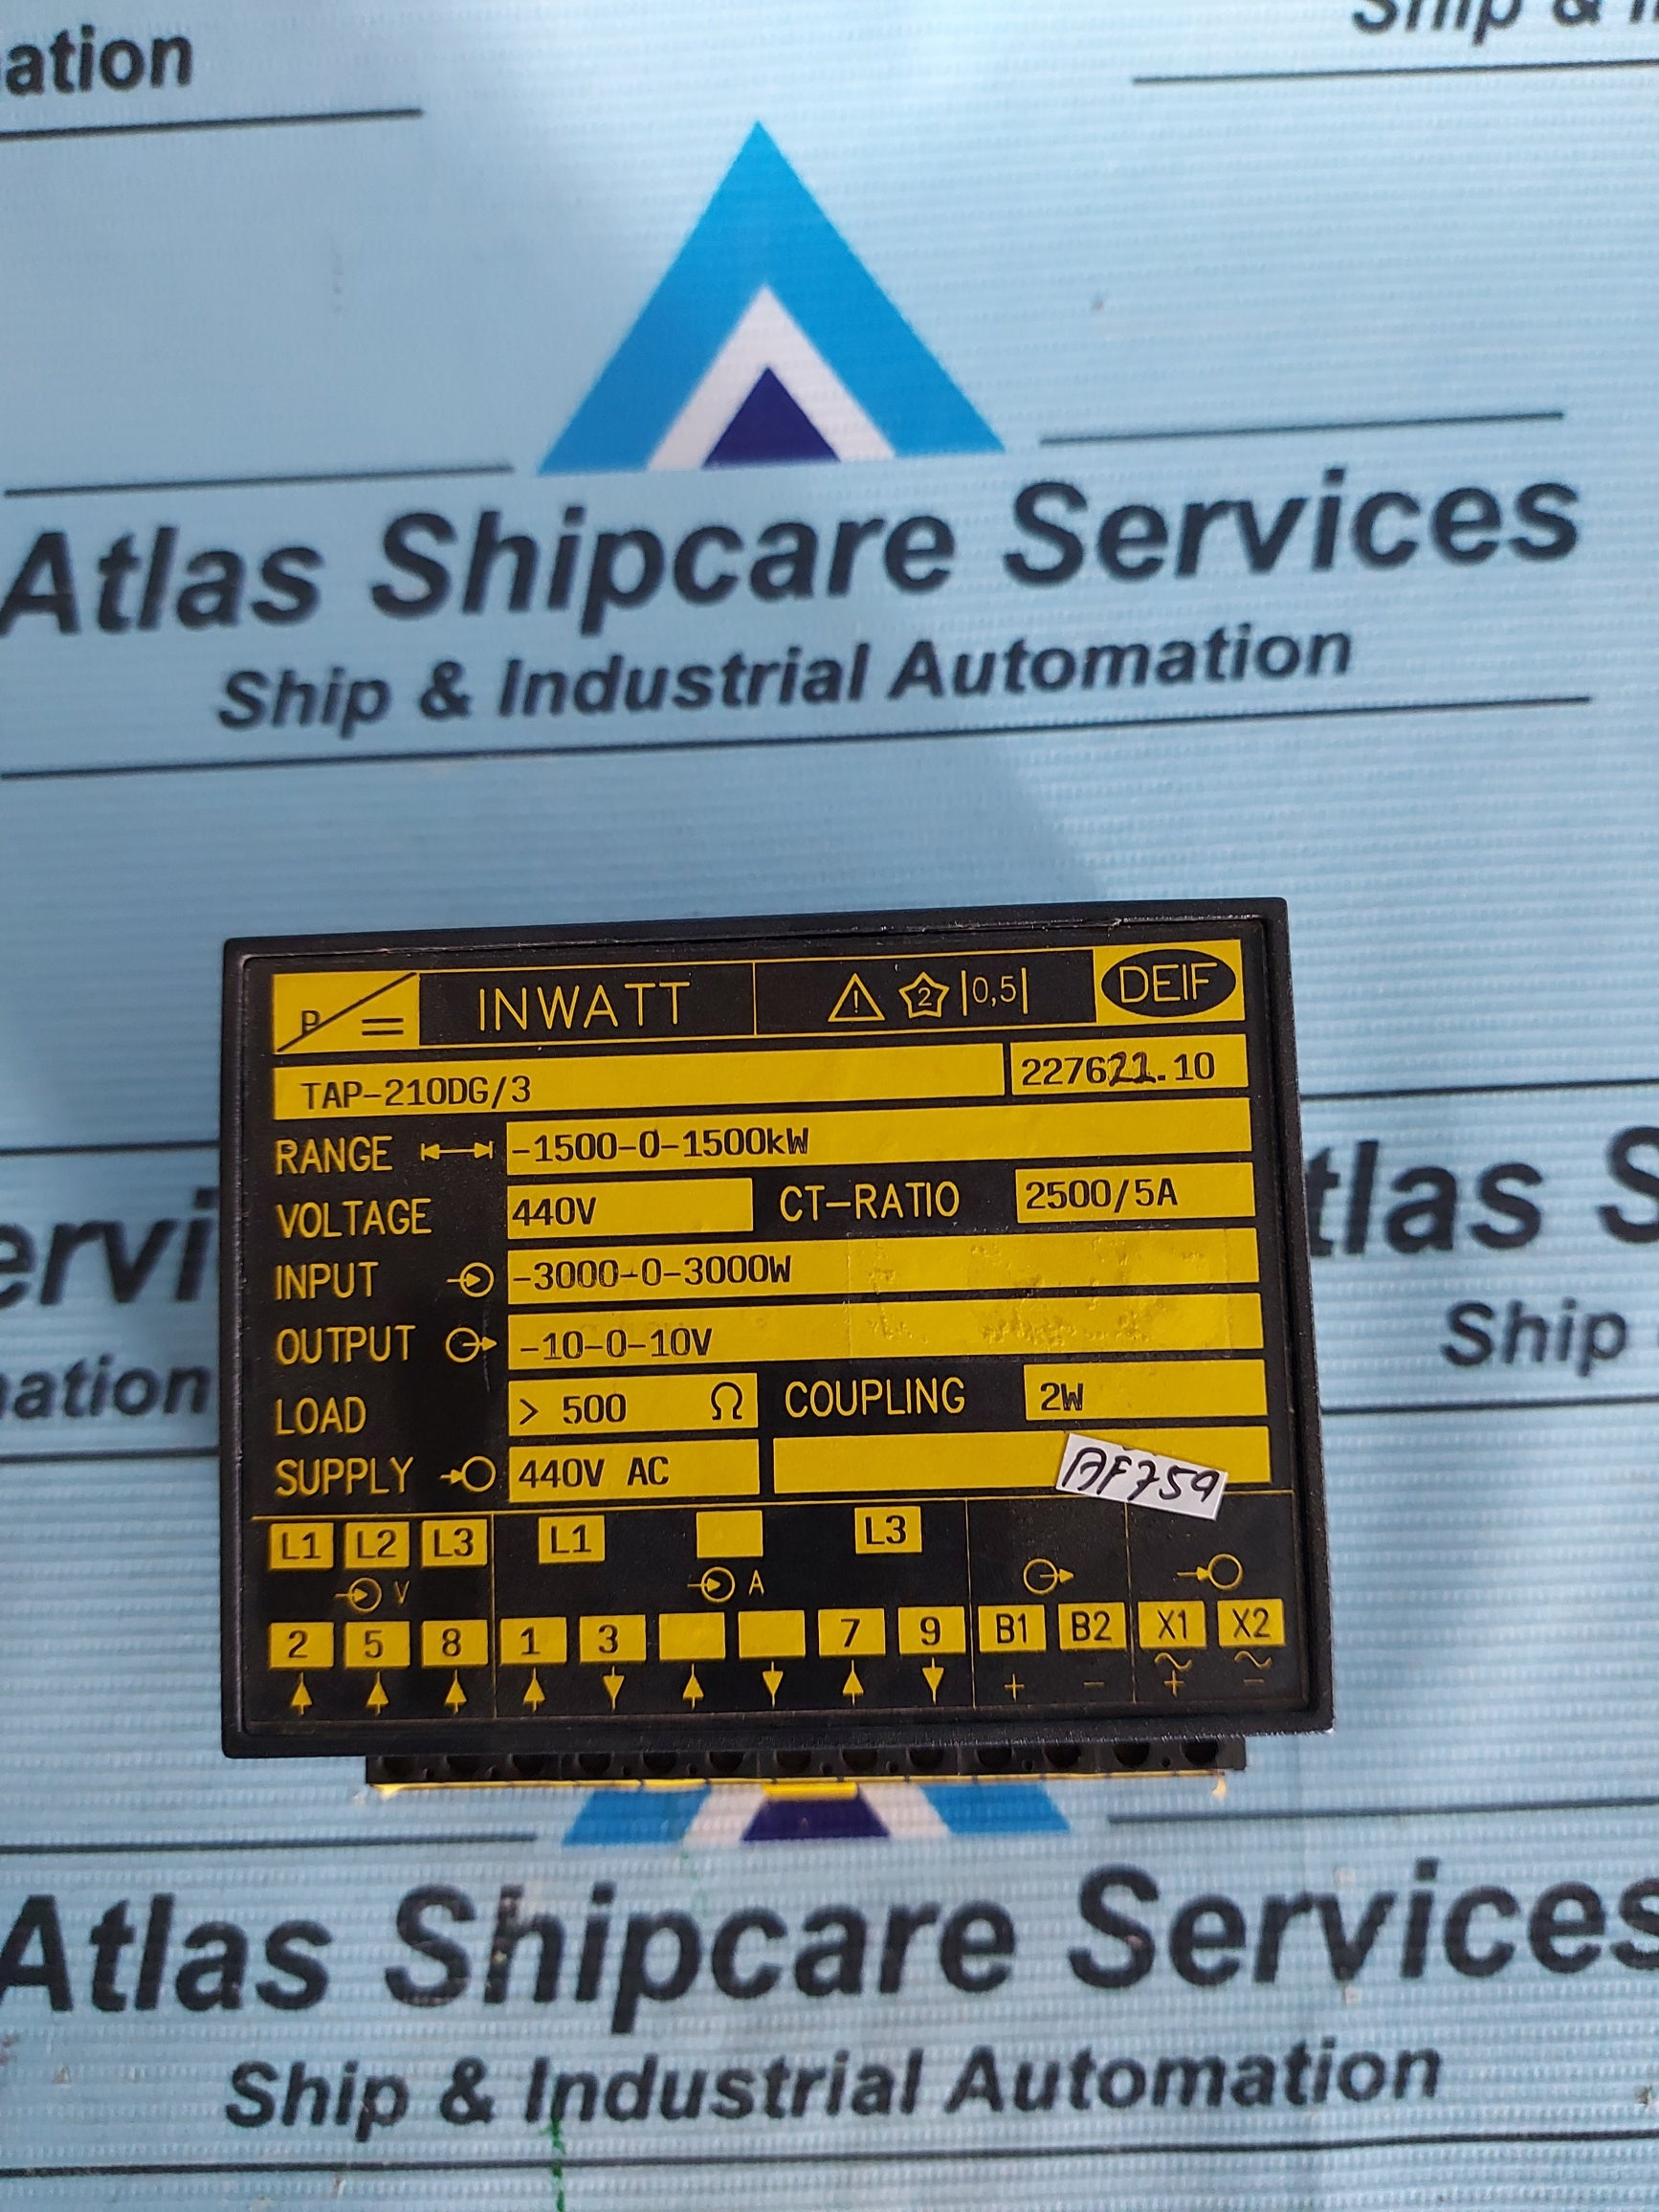 ation
Ship & I
Atlas Shipcare Services
Ship & Industrial Automation
P = INWATT 2 |0,5| DEIF
TAP-210DG/3 227621.10
RANGE -1500-0-1500kW
VOLTAGE 440V CT-RATIO 2500/5A
INPUT -3000-0-3000W
OUTPUT -10-0-10V
LOAD > 500 Ω COUPLING 2W
SUPPLY 440V AC
AF759
L1 L2 L3 L1 L3
V A
2 5 8 1 3 7 9 B1 B2 X1 X2
+ − ~+ ~−
ervi
tlas S
ation
Ship
Atlas Shipcare Services
Ship & Industrial Automation